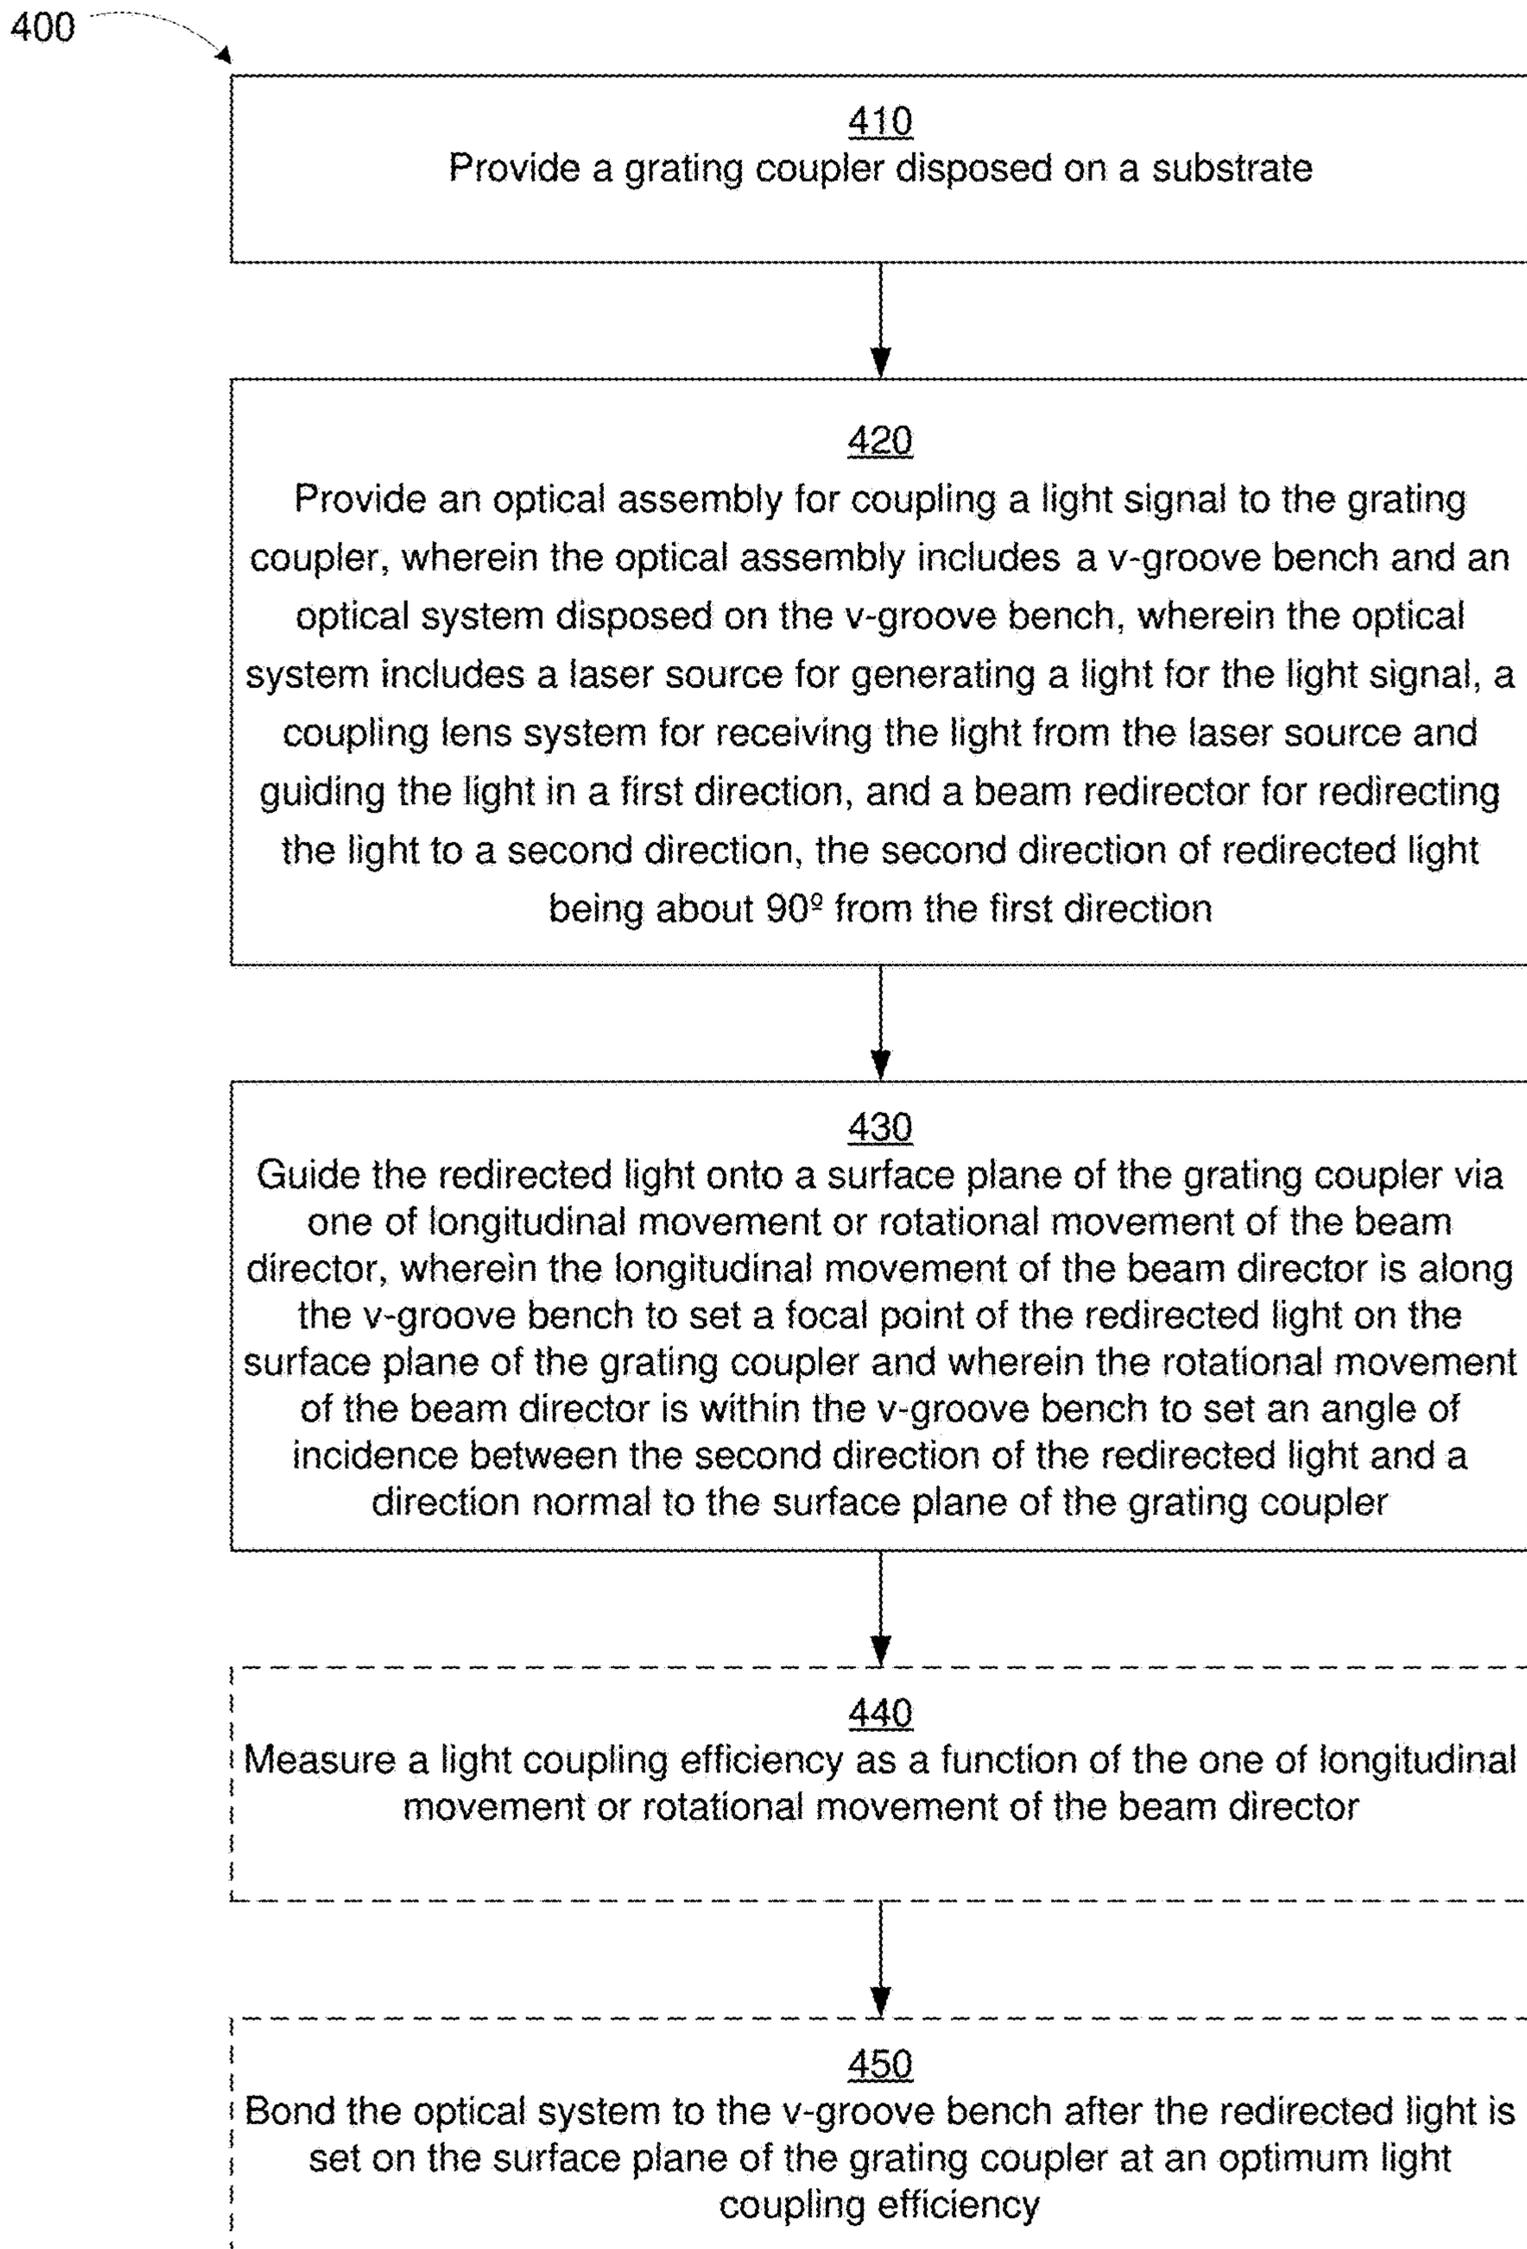 400
410
Provide a grating coupler disposed on a substrate
420
Provide an optical assembly for coupling a light signal to the grating
coupler, wherein the optical assembly includes a v-groove bench and an
optical system disposed on the v-groove bench, wherein the optical
system includes a laser source for generating a light for the light signal, a
coupling lens system for receiving the light from the laser source and
guiding the light in a first direction, and a beam redirector for redirecting
the light to a second direction, the second direction of redirected light
being about 90º from the first direction
430
Guide the redirected light onto a surface plane of the grating coupler via
one of longitudinal movement or rotational movement of the beam
director, wherein the longitudinal movement of the beam director is along
the v-groove bench to set a focal point of the redirected light on the
surface plane of the grating coupler and wherein the rotational movement
of the beam director is within the v-groove bench to set an angle of
incidence between the second direction of the redirected light and a
direction normal to the surface plane of the grating coupler
440
Measure a light coupling efficiency as a function of the one of longitudinal
movement or rotational movement of the beam director
450
Bond the optical system to the v-groove bench after the redirected light is
set on the surface plane of the grating coupler at an optimum light
coupling efficiency